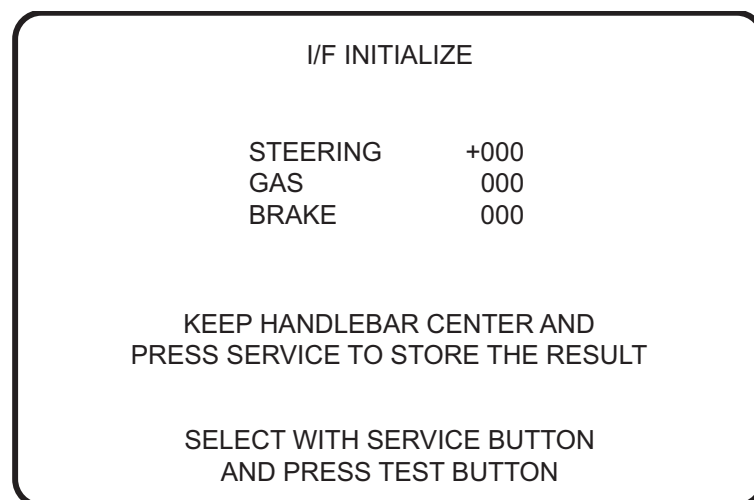 I/F INITIALIZE
STEERING +000
GAS 000
BRAKE 000
KEEP HANDLEBAR CENTER AND
PRESS SERVICE TO STORE THE RESULT
SELECT WITH SERVICE BUTTON
AND PRESS TEST BUTTON